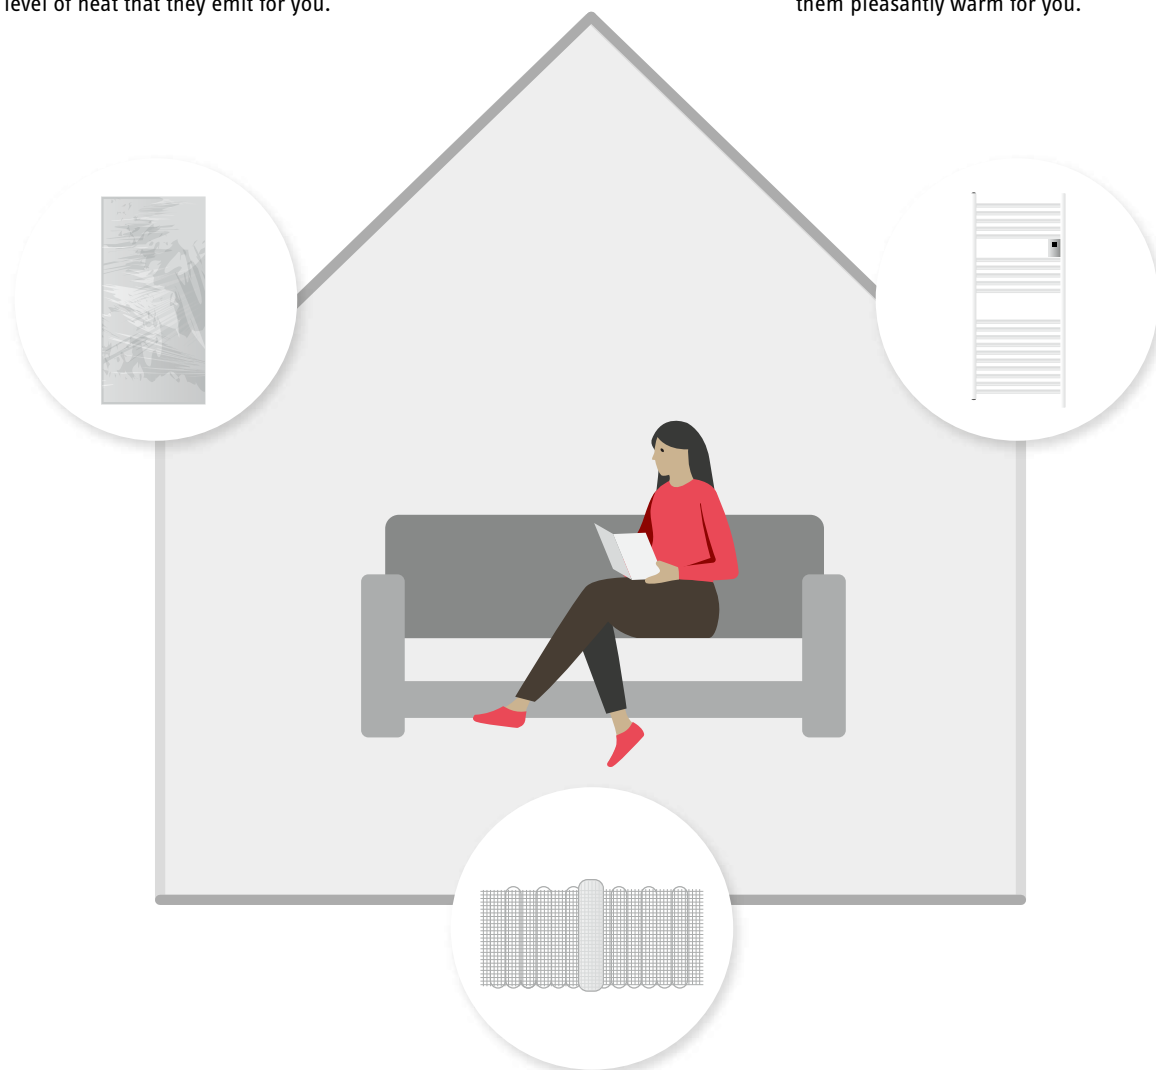 level of heat that they emit for you.
them pleasantly warm for you.